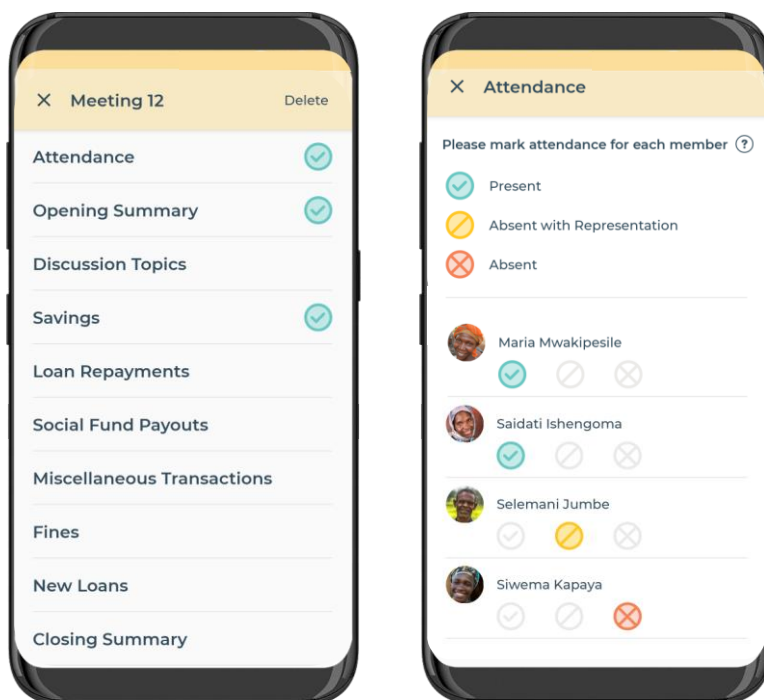 Meeting 12
Delete
Attendance
Opening Summary
Discussion Topics
Savings
Loan Repayments
Social Fund Payouts
Miscellaneous Transactions
Fines
New Loans
Closing Summary
Attendance
Please mark attendance for each member ?
Present
Absent with Representation
Absent
Maria Mwakipesile
Saidati Ishengoma
Selemani Jumbe
Siwema Kapaya